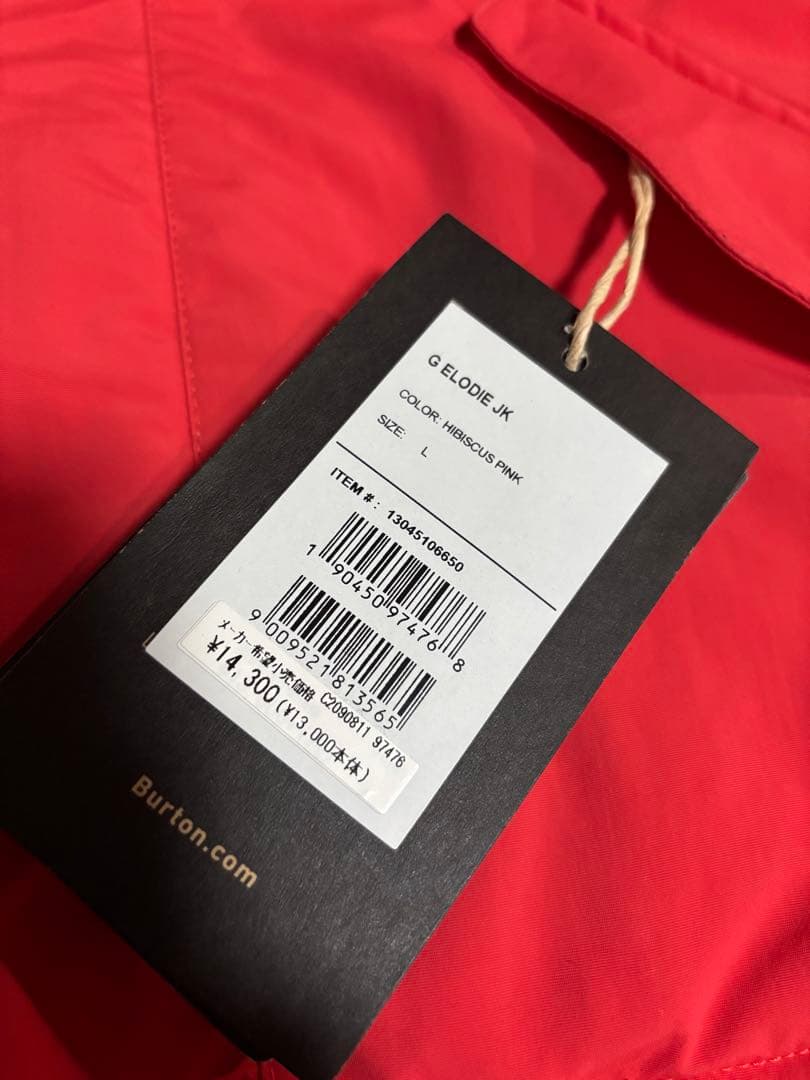 G ELODIE JK
COLOR: HIBISCUS PINK
SIZE: L
ITEM #: 13045106650
1 90450 97476 8
9 009521 813565
メーカー希望小売価格 C2090811 97476
¥14,300(¥13,000本体)
Burton.com